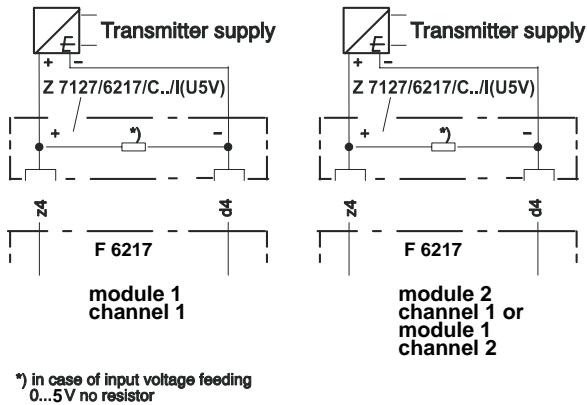 Transmitter supply
+ −
Z 7127/6217/C../I(U5V)
+ *) −
z4 d4
F 6217
module 1
channel 1
Transmitter supply
+ −
Z 7127/6217/C../I(U5V)
+ *) −
z4 d4
F 6217
module 2
channel 1 or
module 1
channel 2
*) in case of input voltage feeding
0...5V no resistor